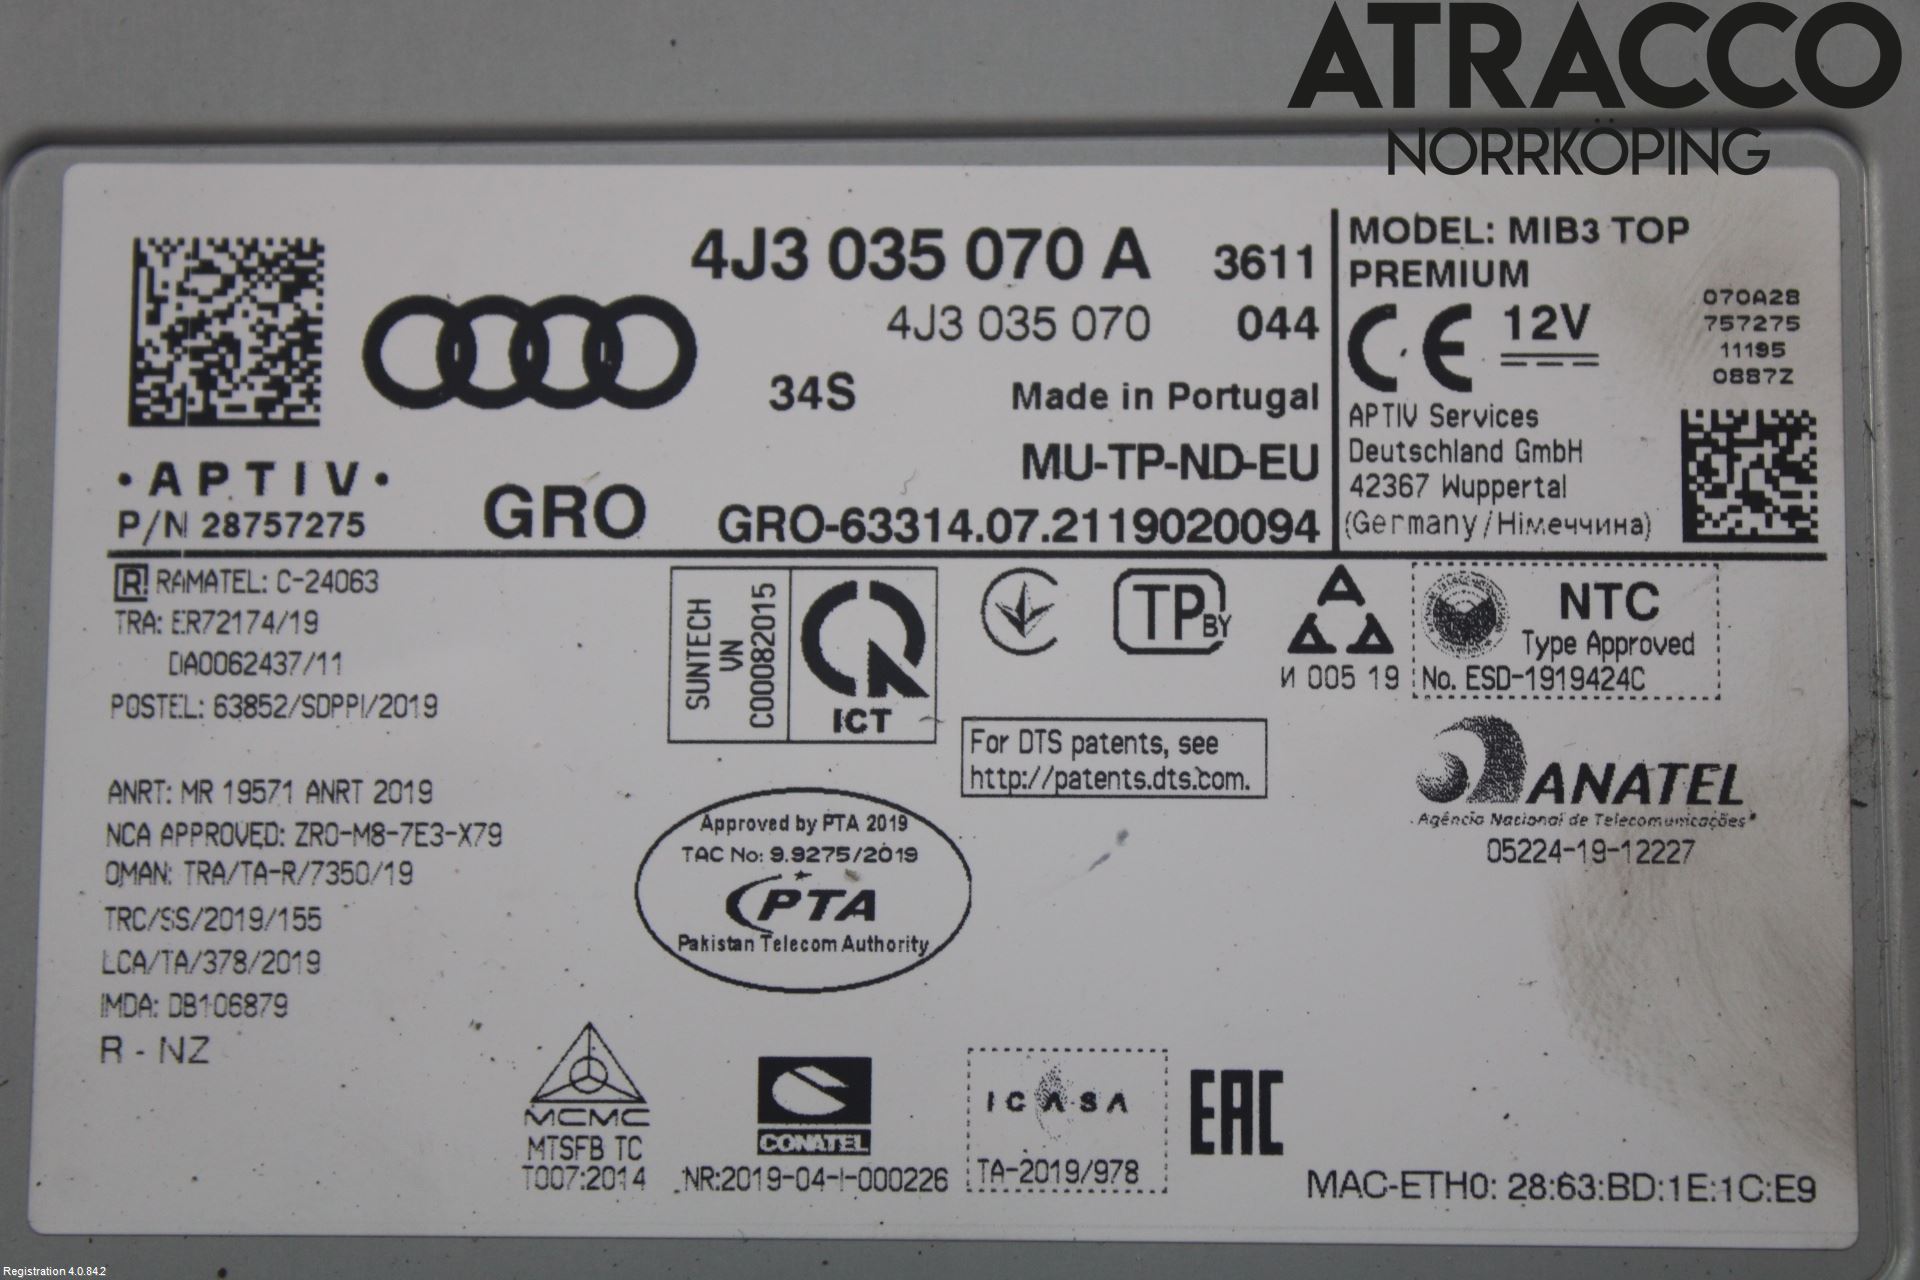 ATRACCO
NORRKÖPING
4J3 035 070 A 3611
4J3 035 070 044
34S Made in Portugal
MU-TP-ND-EU
• APTIV •
P/N 28757275
GRO GRO-63314.07.2119020094
MODEL: MIB3 TOP
PREMIUM
CE 12V
070A28
757275
11195
0887Z
APTIV Services
Deutschland GmbH
42367 Wuppertal
(Germany/Німеччина)
R RAMATEL: C-24063
TRA: ER72174/19
DA0062437/11
POSTEL: 63852/SDPPI/2019
ANRT: MR 19571 ANRT 2019
NCA APPROVED: ZRO-M8-7E3-X79
OMAN: TRA/TA-R/7350/19
TRC/SS/2019/155
LCA/TA/378/2019
IMDA: DB106879
R - NZ
SUNTECH
VN
C00082015
ICT
TP BY
И 005 19
NTC
Type Approved
No. ESD-1919424C
For DTS patents, see
http://patents.dts.com.
ANATEL
Agência Nacional de Telecomunicações
05224-19-12227
Approved by PTA 2019
TAC No: 9.9275/2019
PTA
Pakistan Telecom Authority
MCMC
MTSFB TC
T007:2014
CONATEL
NR:2019-04-I-000226
ICASA
TA-2019/978
EAC
MAC-ETH0: 28:63:BD:1E:1C:E9
Registration 4.0.84.2